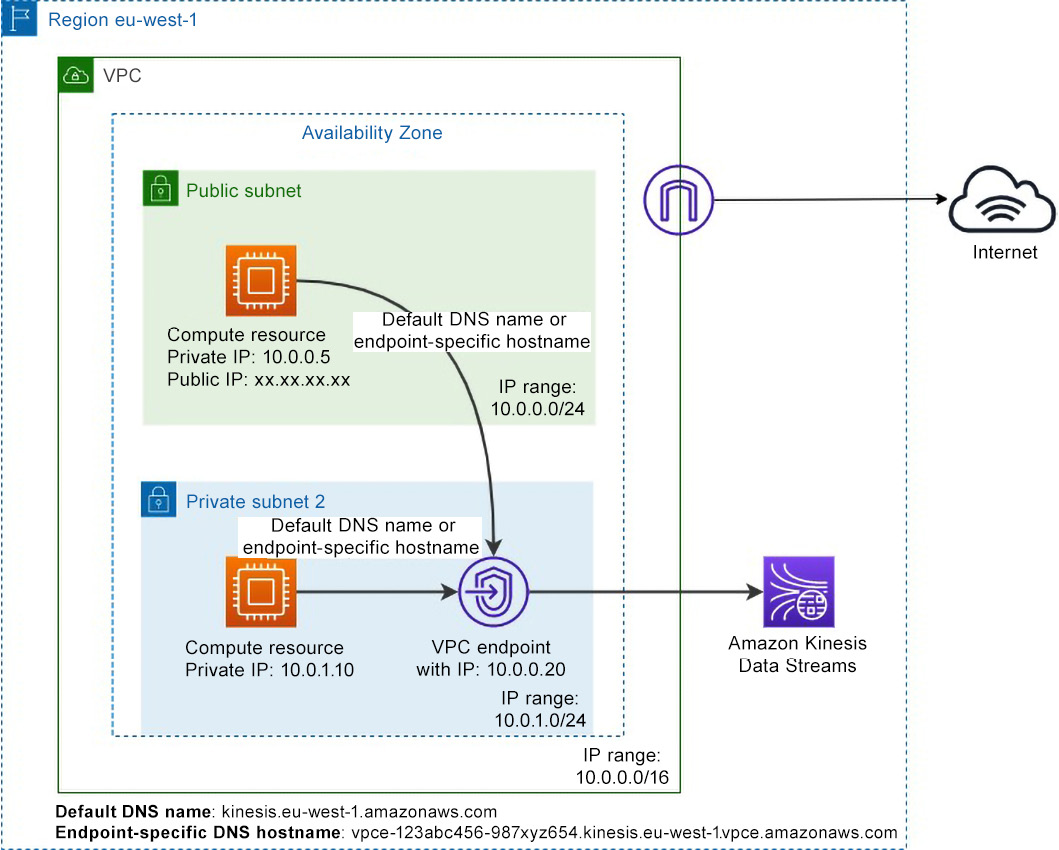 Region eu-west-1
VPC
Availability Zone
Public subnet
Compute resource
Private IP: 10.0.0.5
Public IP: xx.xx.xx.xx
Default DNS name or
endpoint-specific hostname
IP range:
10.0.0.0/24
Internet
Private subnet 2
Default DNS name or
endpoint-specific hostname
Compute resource
Private IP: 10.0.1.10
VPC endpoint
with IP: 10.0.0.20
IP range:
10.0.1.0/24
Amazon Kinesis
Data Streams
IP range:
10.0.0.0/16
Default DNS name: kinesis.eu-west-1.amazonaws.com
Endpoint-specific DNS hostname: vpce-123abc456-987xyz654.kinesis.eu-west-1.vpce.amazonaws.com